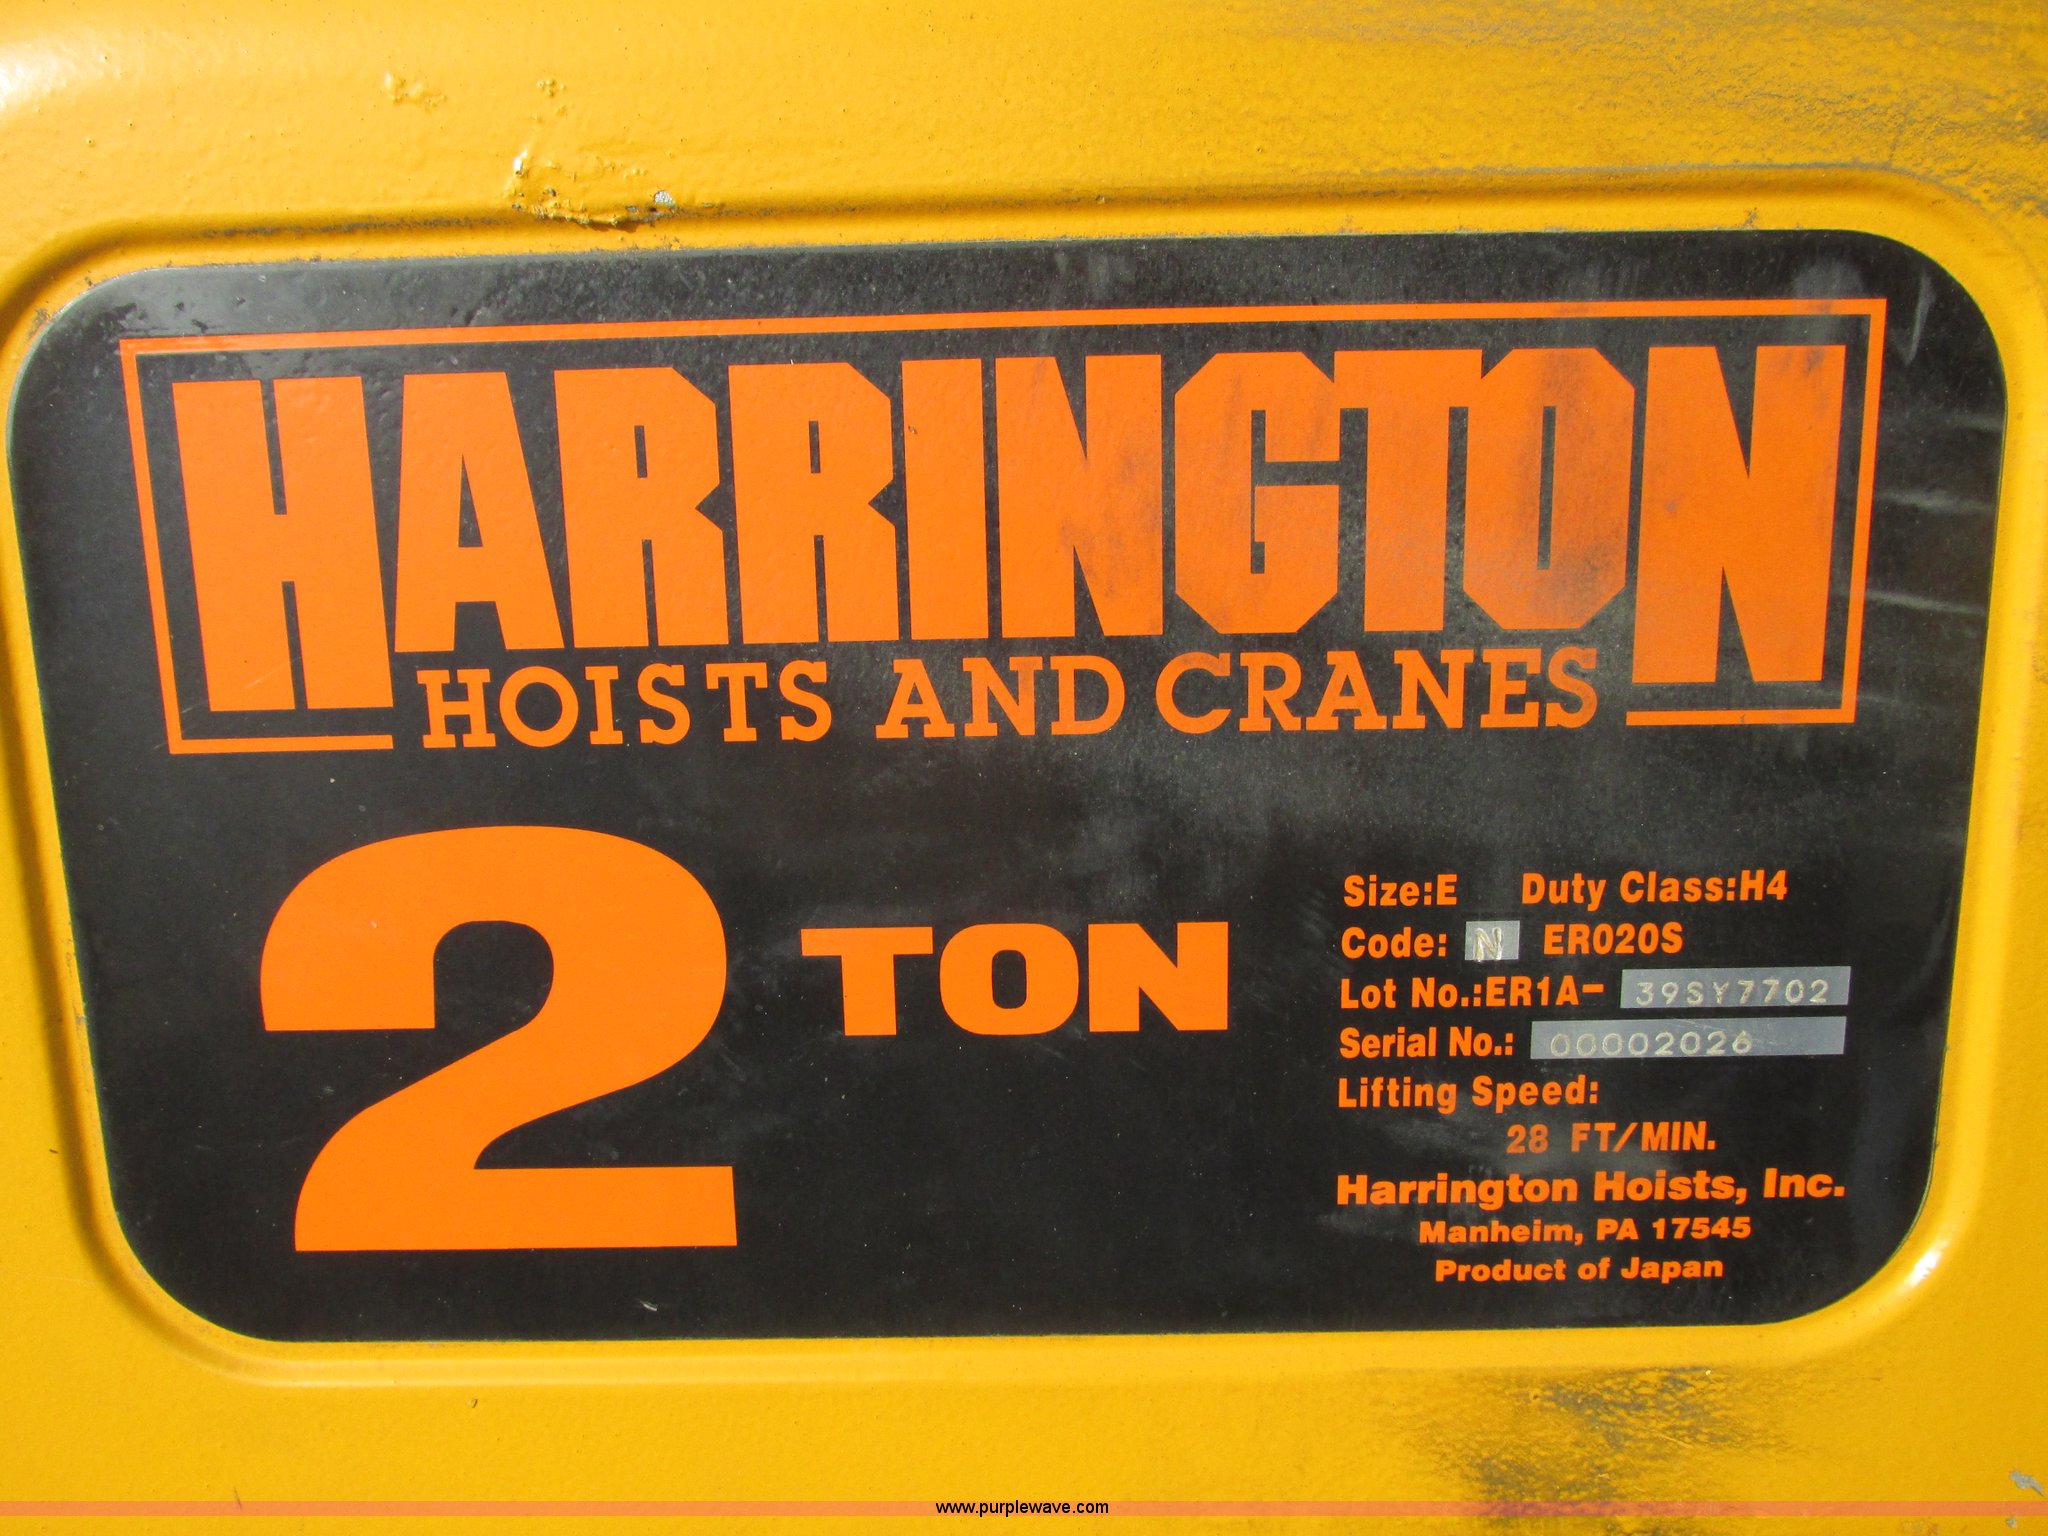 HARRINGTON
HOISTS AND CRANES
2 TON
Size:E Duty Class:H4
Code: N ER020S
Lot No.:ER1A- 39SY7702
Serial No.: 00002026
Lifting Speed:
28 FT/MIN.
Harrington Hoists, Inc.
Manheim, PA 17545
Product of Japan
www.purplewave.com